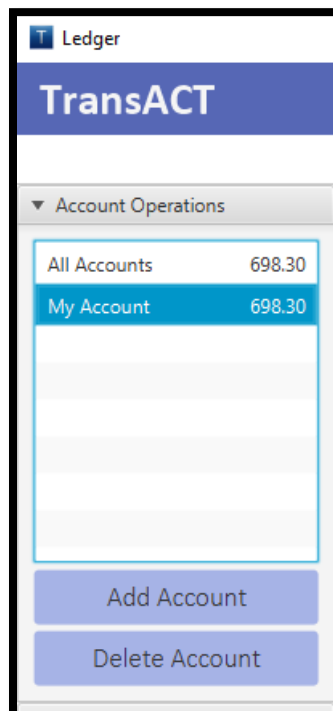 T Ledger
TransACT
Account Operations
All Accounts 698.30
My Account 698.30
Add Account
Delete Account